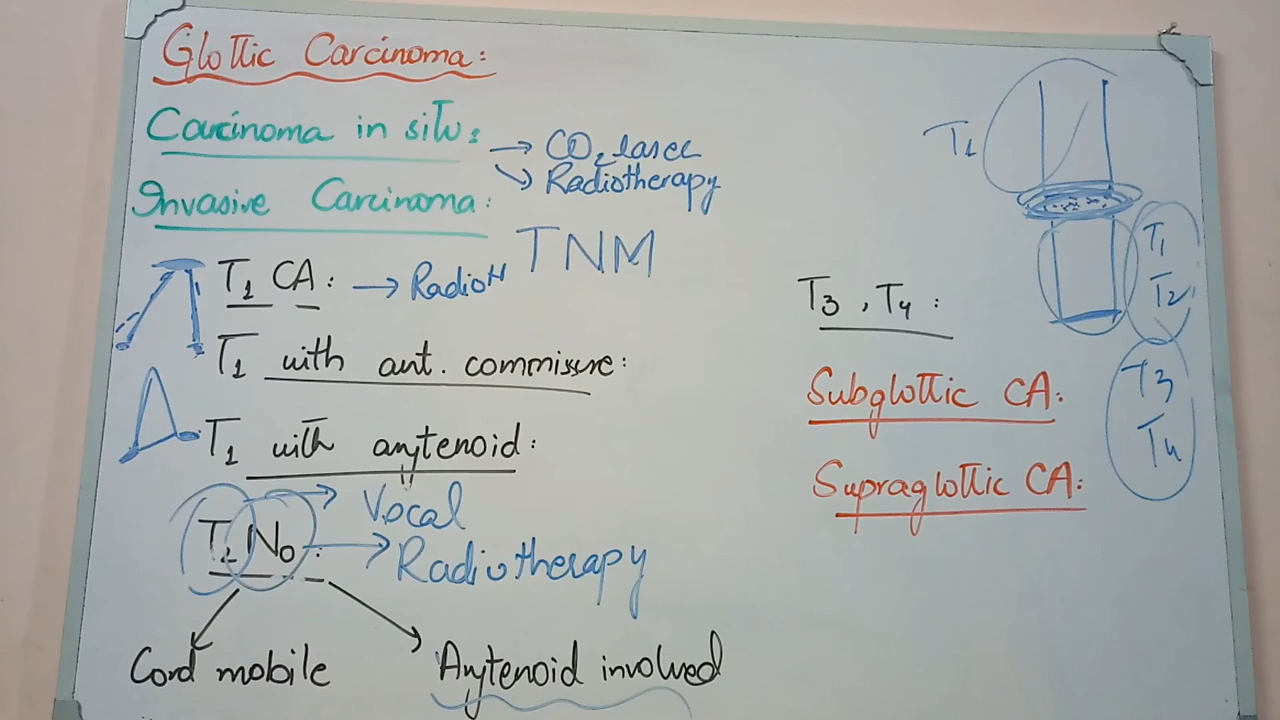 Glottic Carcinoma:
Carcinoma in situ:
→ CO2 laser
→ Radiotherapy
Invasive Carcinoma:
TNM
T1 CA: → RadioH
T1 with ant. commissure:
T1 with arytenoid:
→ Vocal
T2 N0: → Radiotherapy
Cord mobile
Arytenoid involved
T1
T1
T2
T3, T4:
T3
T4
Subglottic CA:
Supraglottic CA: